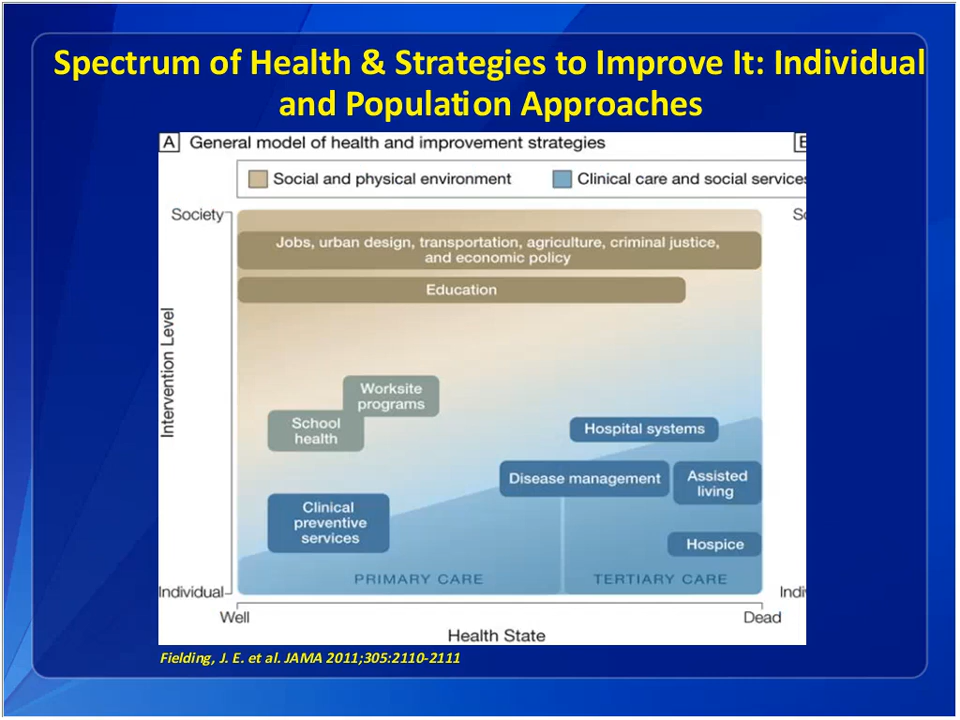 Spectrum of Health & Strategies to Improve It: Individual
and Population Approaches
A General model of health and improvement strategies
Social and physical environment
Clinical care and social services
Society
Jobs, urban design, transportation, agriculture, criminal justice,
and economic policy
Education
Intervention Level
Worksite
programs
School
health
Hospital systems
Disease management
Assisted
living
Clinical
preventive
services
Hospice
PRIMARY CARE
TERTIARY CARE
Individual
Well
Dead
Health State
Fielding, J. E. et al. JAMA 2011;305:2110-2111